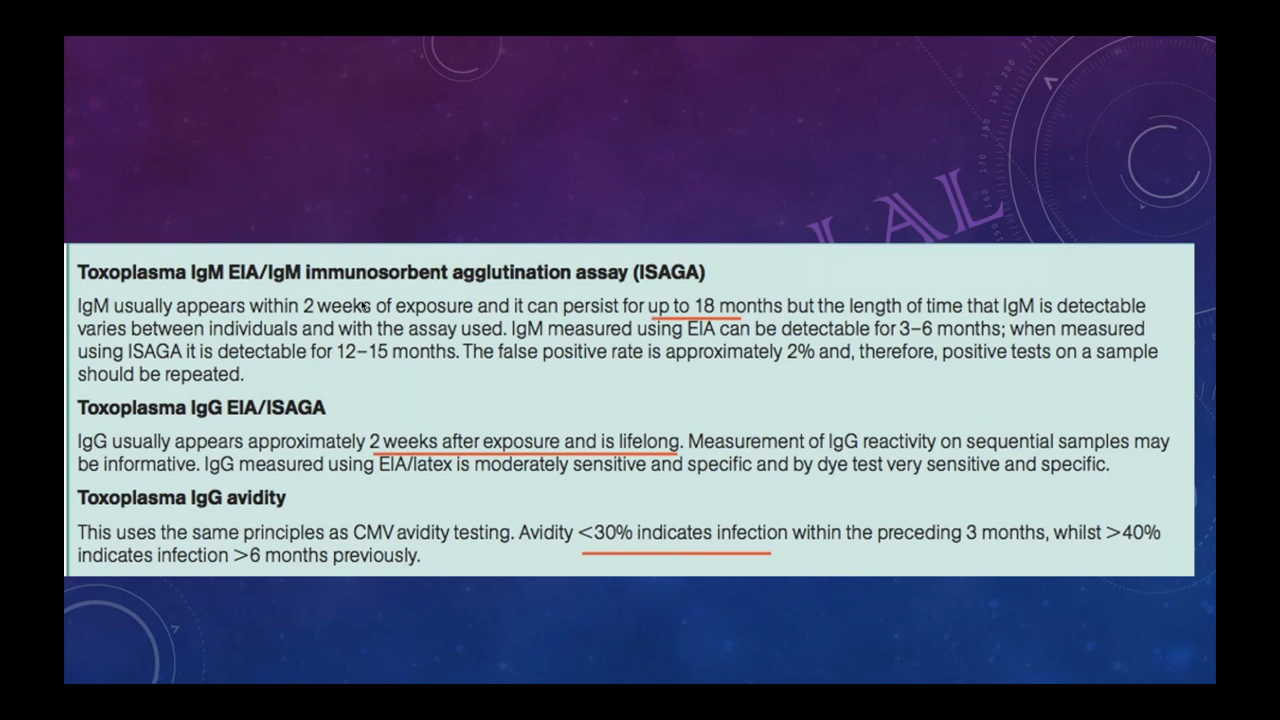 Toxoplasma IgM EIA/IgM immunosorbent agglutination assay (ISAGA)
IgM usually appears within 2 weeks of exposure and it can persist for up to 18 months but the length of time that IgM is detectable
varies between individuals and with the assay used. IgM measured using EIA can be detectable for 3–6 months; when measured
using ISAGA it is detectable for 12–15 months. The false positive rate is approximately 2% and, therefore, positive tests on a sample
should be repeated.
Toxoplasma IgG EIA/ISAGA
IgG usually appears approximately 2 weeks after exposure and is lifelong. Measurement of IgG reactivity on sequential samples may
be informative. IgG measured using EIA/latex is moderately sensitive and specific and by dye test very sensitive and specific.
Toxoplasma IgG avidity
This uses the same principles as CMV avidity testing. Avidity <30% indicates infection within the preceding 3 months, whilst >40%
indicates infection >6 months previously.